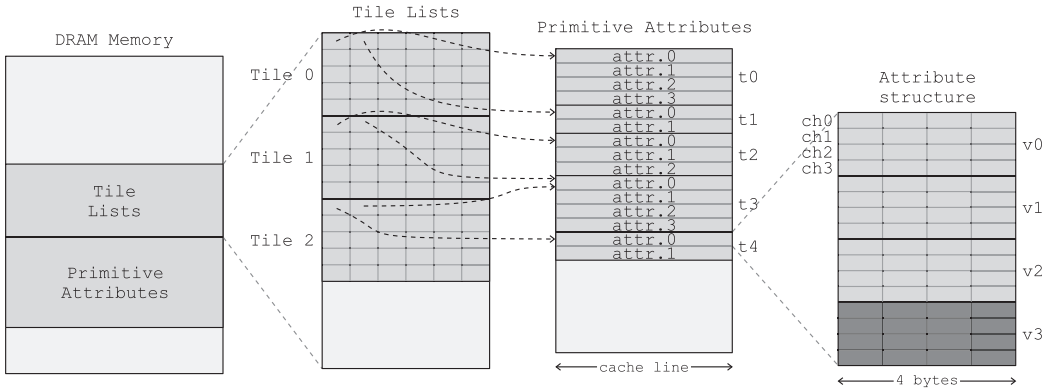 DRAM Memory
Tile
Lists
Primitive
Attributes
Tile Lists
Tile 0
Tile 1
Tile 2
Primitive Attributes
attr.0
attr.1
attr.2
attr.3
t0
attr.0
attr.1
t1
attr.0
attr.1
attr.2
t2
attr.0
attr.1
attr.2
attr.3
t3
attr.0
attr.1
t4
cache line
Attribute
structure
ch0
ch1
ch2
ch3
v0
v1
v2
v3
4 bytes